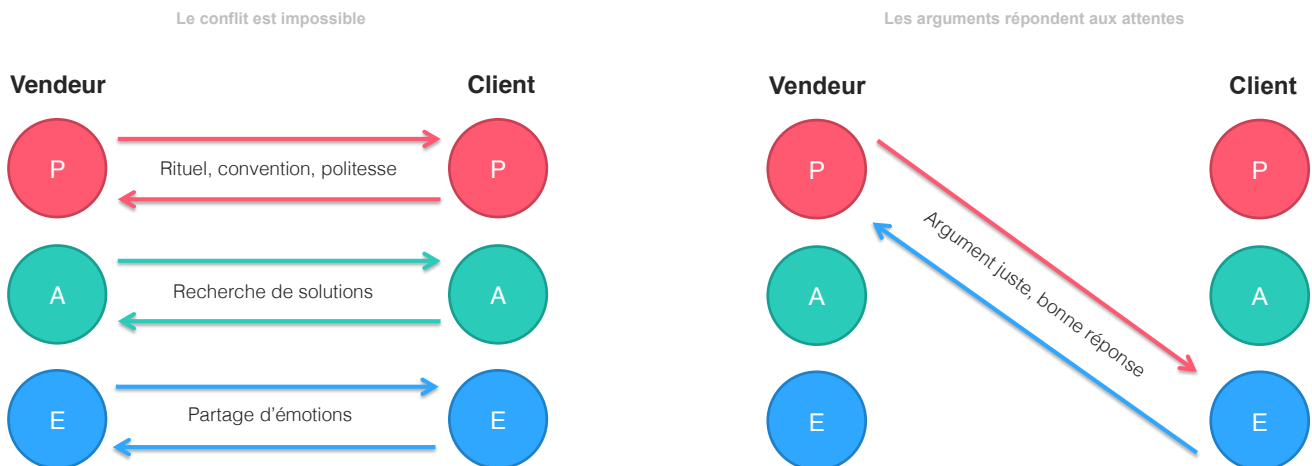 Le conflit est impossible
Vendeur
Client
P
Rituel, convention, politesse
P
A
Recherche de solutions
A
E
Partage d'émotions
E
Les arguments répondent aux attentes
Vendeur
Client
P
P
Argument juste, bonne réponse
A
A
E
E